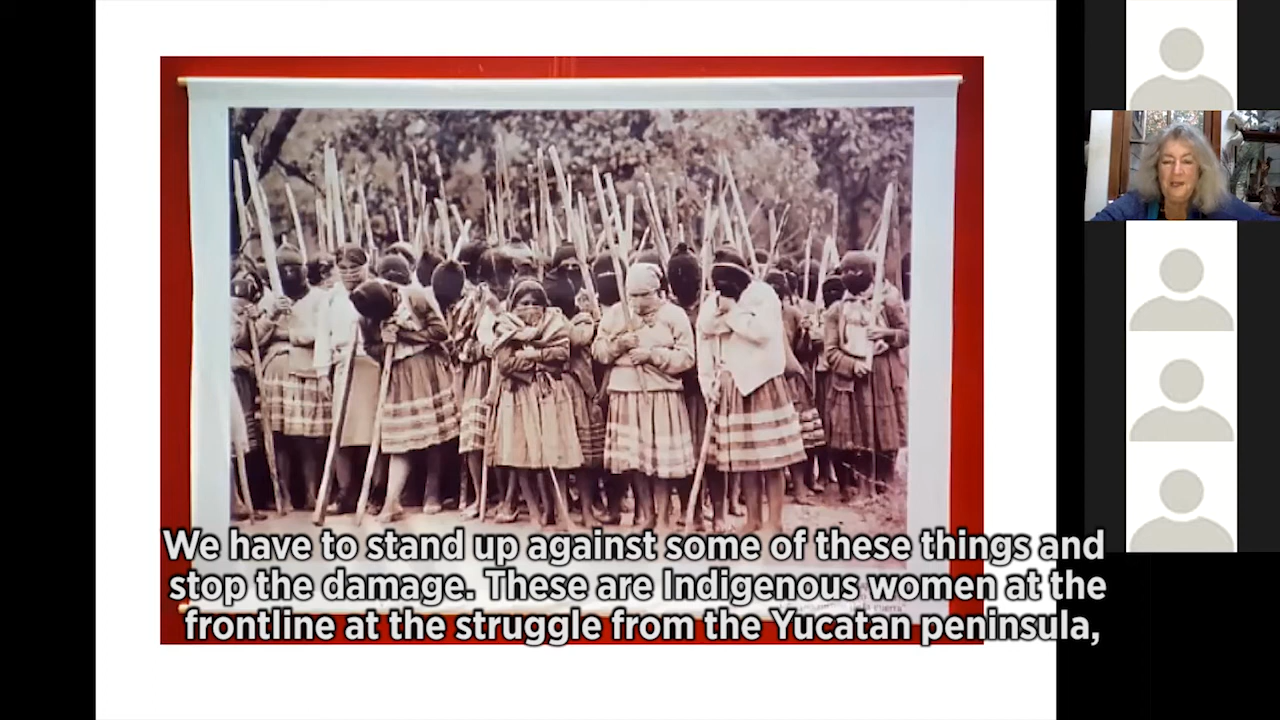 We have to stand up against some of these things and
stop the damage. These are Indigenous women at the
frontline at the struggle from the Yucatan peninsula,